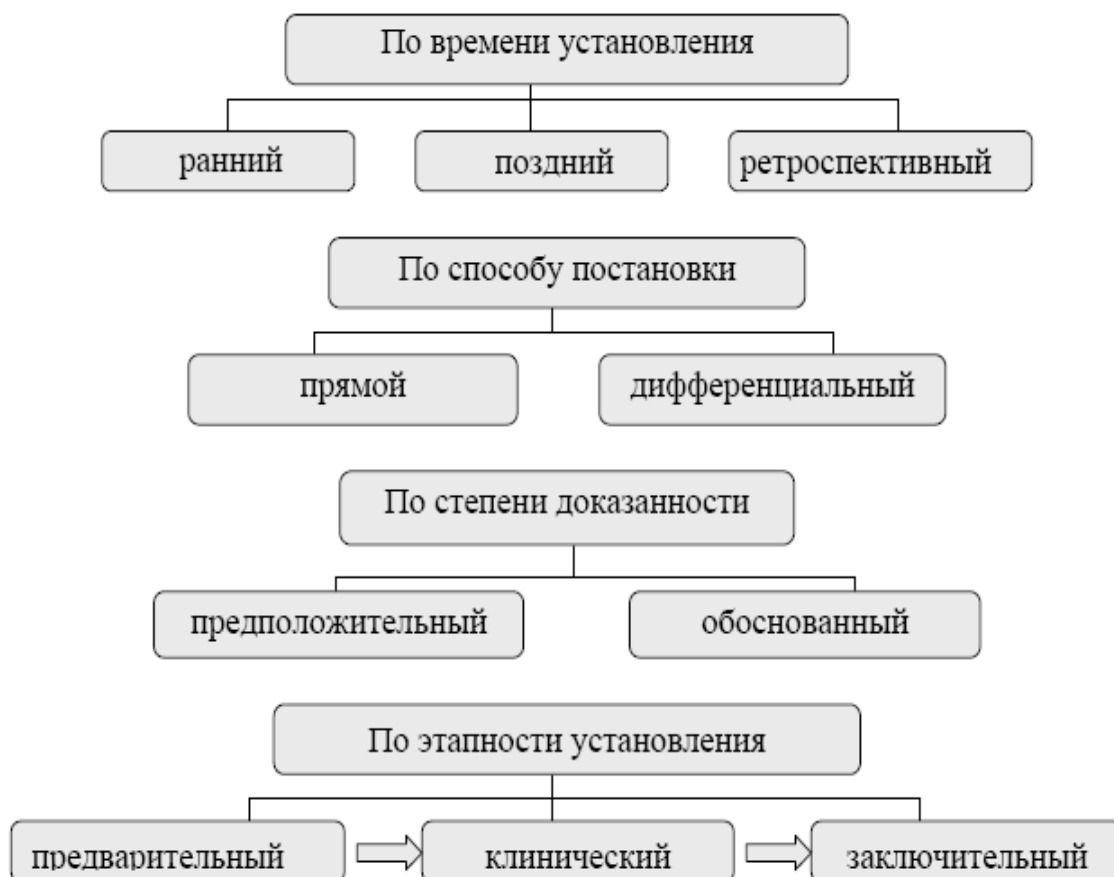 По времени установления
ранний поздний ретроспективный
По способу постановки
прямой дифференциальный
По степени доказанности
предположительный обоснованный
По этапности установления
предварительный клинический заключительный